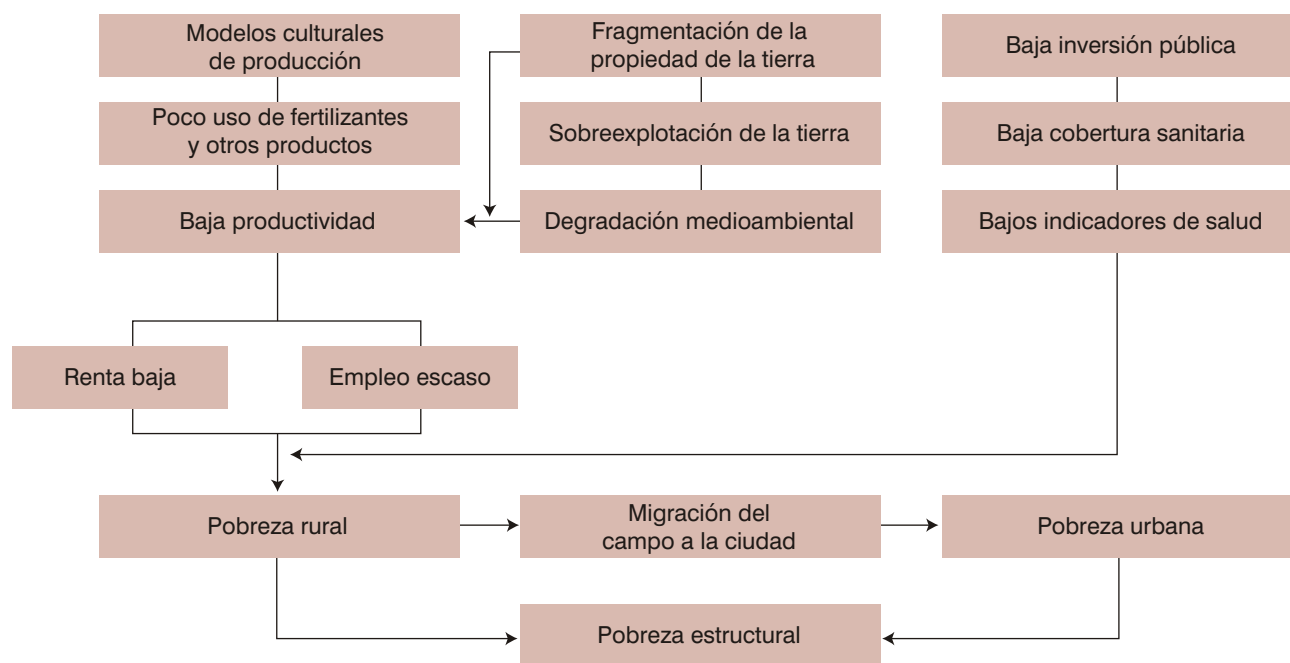 Modelos culturales
de producción
Fragmentación de la
propiedad de la tierra
Baja inversión pública
Poco uso de fertilizantes
y otros productos
Sobreexplotación de la tierra
Baja cobertura sanitaria
Baja productividad
Degradación medioambiental
Bajos indicadores de salud
Renta baja
Empleo escaso
Pobreza rural
Migración del
campo a la ciudad
Pobreza urbana
Pobreza estructural